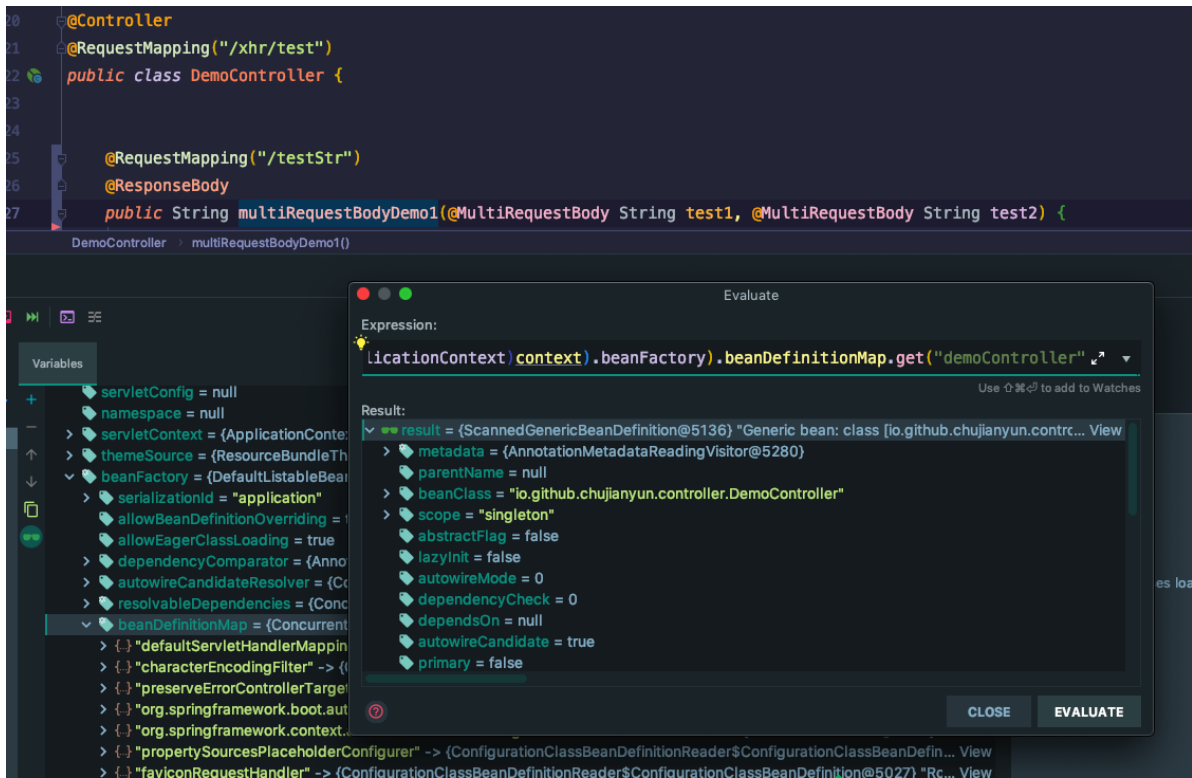 20 @Controller
21 @RequestMapping("/xhr/test")
22 public class DemoController {
23
24
25 @RequestMapping("/testStr")
26 @ResponseBody
27 public String multiRequestBodyDemo1(@MultiRequestBody String test1, @MultiRequestBody String test2) {
DemoController > multiRequestBodyDemo1()
Variables
servletConfig = null
namespace = null
servletContext = {ApplicationConte
themeSource = {ResourceBundleTh
beanFactory = {DefaultListableBear
serializationId = "application"
allowBeanDefinitionOverriding =
allowEagerClassLoading = true
dependencyComparator = {Anno
autowireCandidateResolver = {Co
resolvableDependencies = {Conc
beanDefinitionMap = {Concurrent
{...} "defaultServletHandlerMappin
{...} "characterEncodingFilter" -> {
{...} "preserveErrorControllerTarget
{...} "org.springframework.boot.aut
{...} "org.springframework.context.
{...} "propertySourcesPlaceholderConfigurer" -> {ConfigurationClassBeanDefinitionReader$ConfigurationClassBeanDefin... View
{...} "faviconRequestHandler" -> {ConfigurationClassBeanDefinitionReader$ConfigurationClassBeanDefinition@5027} "Ro... View
Evaluate
Expression:
licationContext)context).beanFactory).beanDefinitionMap.get("demoController"
Use ⇧⌘⏎ to add to Watches
Result:
result = {ScannedGenericBeanDefinition@5136} "Generic bean: class [io.github.chujianyun.contrc... View
metadata = {AnnotationMetadataReadingVisitor@5280}
parentName = null
beanClass = "io.github.chujianyun.controller.DemoController"
scope = "singleton"
abstractFlag = false
lazyInit = false
autowireMode = 0
dependencyCheck = 0
dependsOn = null
autowireCandidate = true
primary = false
CLOSE EVALUATE
es loa